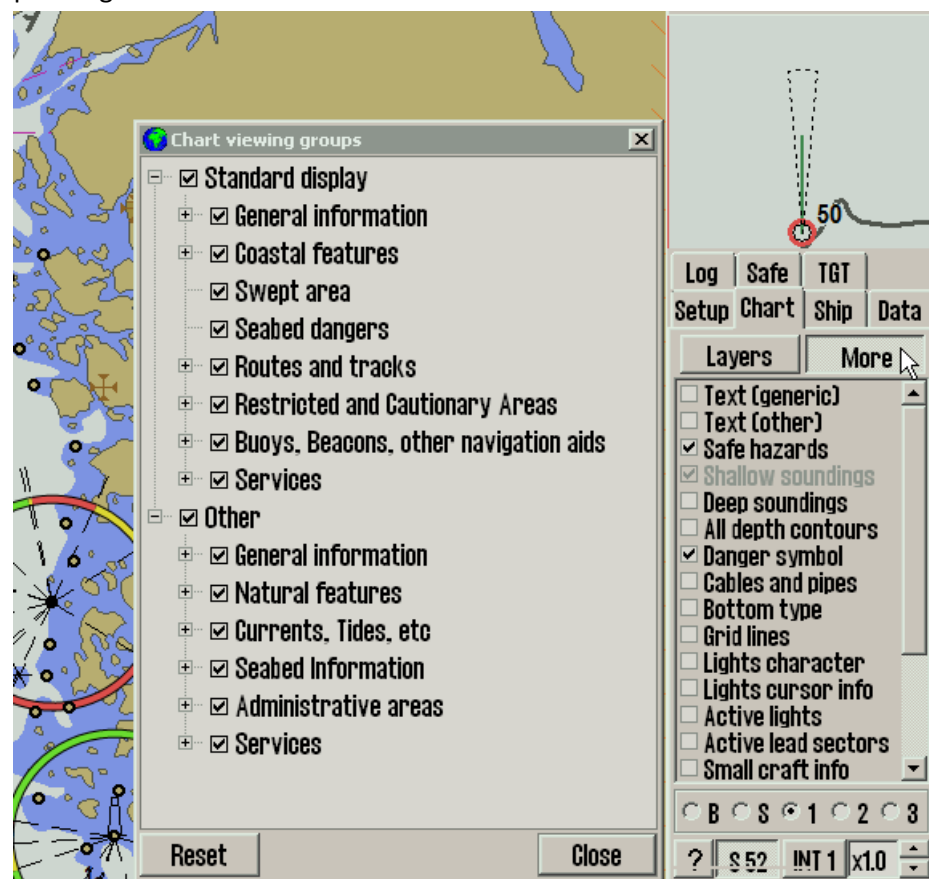 Chart viewing groups
Standard display
General information
Coastal features
Swept area
Seabed dangers
Routes and tracks
Restricted and Cautionary Areas
Buoys, Beacons, other navigation aids
Services
Other
General information
Natural features
Currents, Tides, etc
Seabed Information
Administrative areas
Services
Reset Close
50
Log Safe TGT
Setup Chart Ship Data
Layers More
Text (generic)
Text (other)
Safe hazards
Shallow soundings
Deep soundings
All depth contours
Danger symbol
Cables and pipes
Bottom type
Grid lines
Lights character
Lights cursor info
Active lights
Active lead sectors
Small craft info
B S 1 2 3
? S 52 INT 1 x1.0